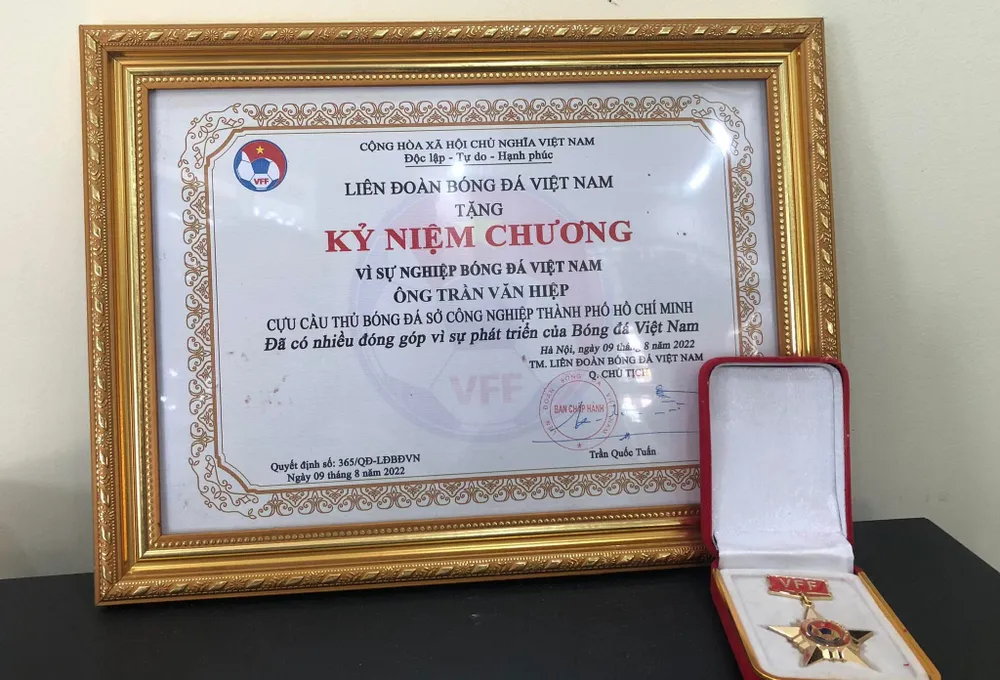 CỘNG HÒA XÃ HỘI CHỦ NGHĨA VIỆT NAM
Độc lập - Tự do - Hạnh phúc
VFF
LIÊN ĐOÀN BÓNG ĐÁ VIỆT NAM
TẶNG
KỶ NIỆM CHƯƠNG
VÌ SỰ NGHIỆP BÓNG ĐÁ VIỆT NAM
ÔNG TRẦN VĂN HIỆP
CỰU CẦU THỦ BÓNG ĐÁ SỞ CÔNG NGHIỆP THÀNH PHỐ HỒ CHÍ MINH
Đã có nhiều đóng góp vì sự phát triển của Bóng đá Việt Nam
Hà Nội, ngày 09 tháng 8 năm 2022
TM. LIÊN ĐOÀN BÓNG ĐÁ VIỆT NAM
Q. CHỦ TỊCH
VFF
BAN CHẤP HÀNH
Trần Quốc Tuấn
Quyết định số: 365/QĐ-LĐBĐVN
Ngày 09 tháng 8 năm 2022
VFF